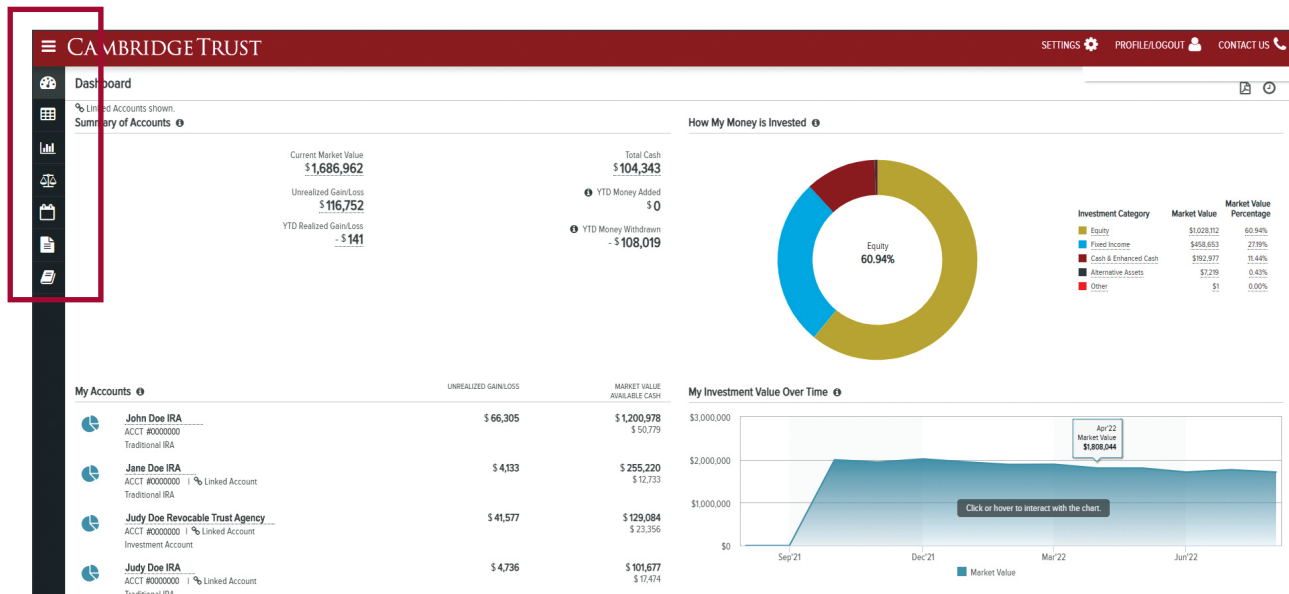 CAMBRIDGE TRUST
SETTINGS PROFILE/LOGOUT CONTACT US
Dashboard
Linked Accounts shown.
Summary of Accounts
Current Market Value
$1,686,962
Total Cash
$104,343
Unrealized Gain/Loss
$116,752
YTD Money Added
$0
YTD Realized Gain/Loss
- $141
YTD Money Withdrawn
- $108,019
How My Money is Invested
Equity
60.94%
Investment Category Market Value Market Value Percentage
Equity $1,028,112 60.94%
Fixed Income $458,653 27.19%
Cash & Enhanced Cash $192,977 11.44%
Alternative Assets $7,219 0.43%
Other $1 0.00%
My Accounts UNREALIZED GAIN/LOSS MARKET VALUE
AVAILABLE CASH
John Doe IRA $66,305 $1,200,978
ACCT #0000000 $50,779
Traditional IRA
Jane Doe IRA $4,133 $255,220
ACCT #0000000 | Linked Account $12,733
Traditional IRA
Judy Doe Revocable Trust Agency $41,577 $129,084
ACCT #0000000 | Linked Account $23,356
Investment Account
Judy Doe IRA $4,736 $101,677
ACCT #0000000 | Linked Account $17,474
Traditional IRA
My Investment Value Over Time
$3,000,000
$2,000,000
$1,000,000
$0
Apr'22
Market Value
$1,808,044
Click or hover to interact with the chart.
Sep'21 Dec'21 Mar'22 Jun'22
Market Value